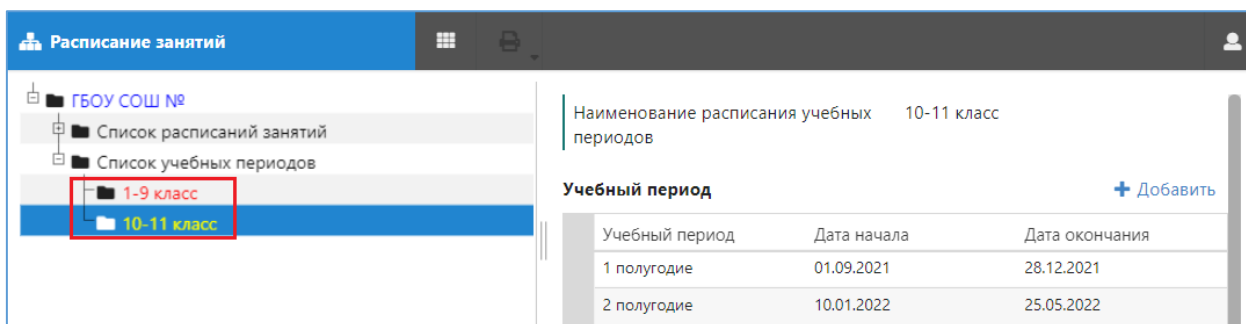 Расписание занятий
ГБОУ СОШ №
Список расписаний занятий
Список учебных периодов
1-9 класс
10-11 класс
Наименование расписания учебных 10-11 класс
периодов
Учебный период Добавить
Учебный период Дата начала Дата окончания
1 полугодие 01.09.2021 28.12.2021
2 полугодие 10.01.2022 25.05.2022